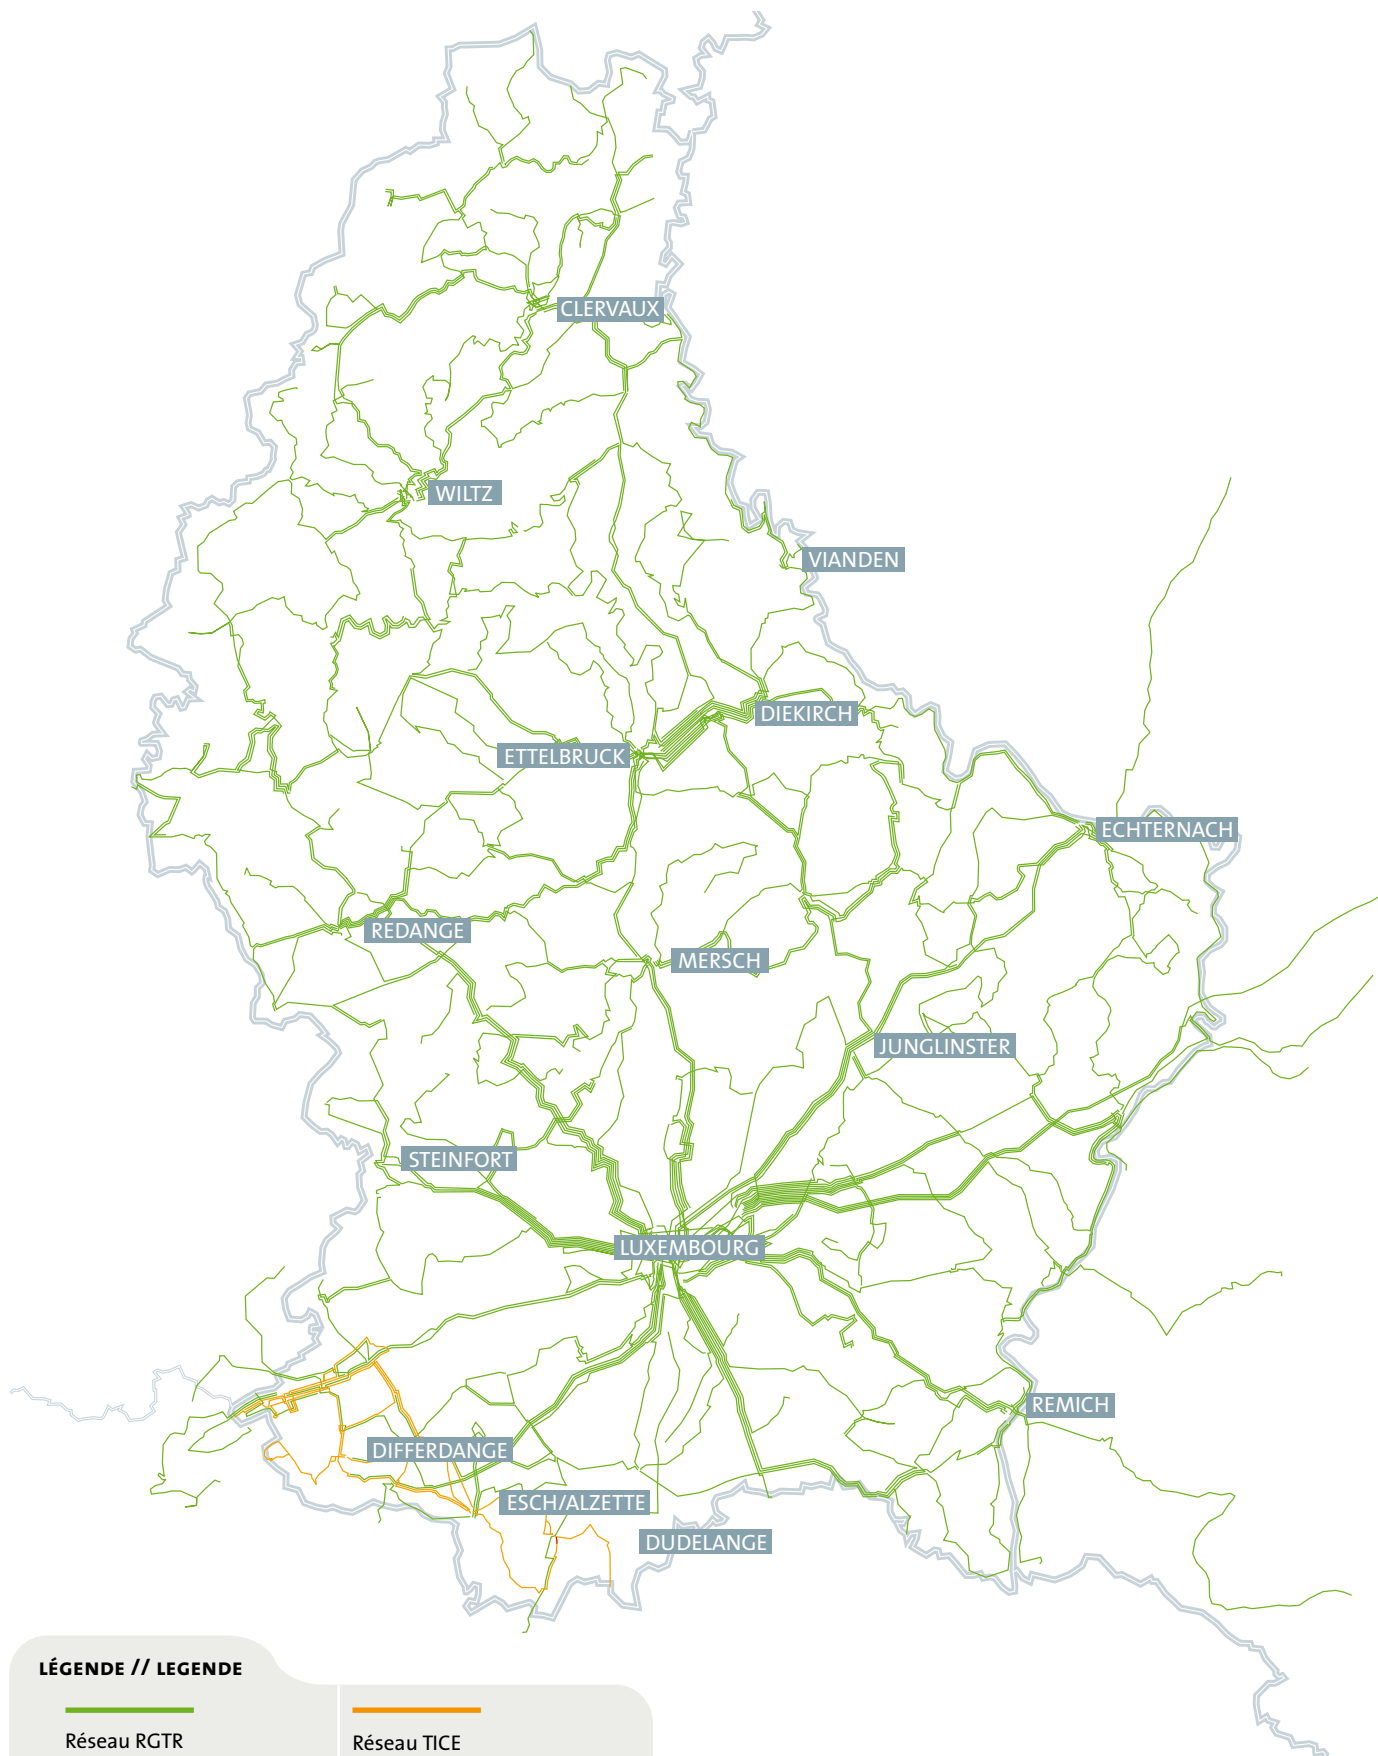 CLERVAUX
WILTZ
VIANDEN
DIEKIRCH
ETTELBRUCK
ECHTERNACH
REDANGE
MERSCH
JUNGLINSTER
STEINFORT
LUXEMBOURG
REMICH
DIFFERDANGE
ESCH/ALZETTE
DUDELANGE
LÉGENDE // LEGENDE
Réseau RGTR
Réseau TICE